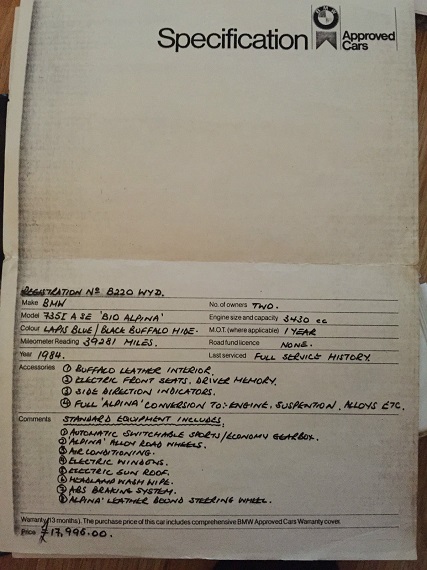 Specification
BMW
Approved
Cars
REGISTRATION Nº B220 WYD.
Make BMW No. of owners TWO.
Model 735I A SE 'B10 ALPINA' Engine size and capacity 3430 cc
Colour LAPIS BLUE / BLACK BUFFALO HIDE. M.O.T. (where applicable) 1 YEAR
Mileometer Reading 39281 MILES. Road fund licence NONE.
Year 1984. Last serviced FULL SERVICE HISTORY.
Accessories ① BUFFALO LEATHER INTERIOR.
② ELECTRIC FRONT SEATS. DRIVER MEMORY.
③ SIDE DIRECTION INDICATORS.
④ FULL 'ALPINA' CONVERSION TO:- ENGINE, SUSPENTION, ALLOYS ETC.
Comments STANDARD EQUIPMENT INCLUDES.
① AUTOMATIC SWITCHABLE SPORTS/ECONOMY GEARBOX.
② 'ALPINA' ALLOY ROAD WHEELS.
③ AIR CONDITIONING.
④ ELECTRIC WINDOWS.
⑤ ELECTRIC SUN ROOF.
⑥ HEADLAMP WASH WIPE.
⑦ ABS BRAKING SYSTEM.
⑧ 'ALPINA' LEATHER BOUND STEERING WHEEL.
Warranty (13 months). The purchase price of this car includes comprehensive BMW Approved Cars Warranty cover.
Price £17,996.00.